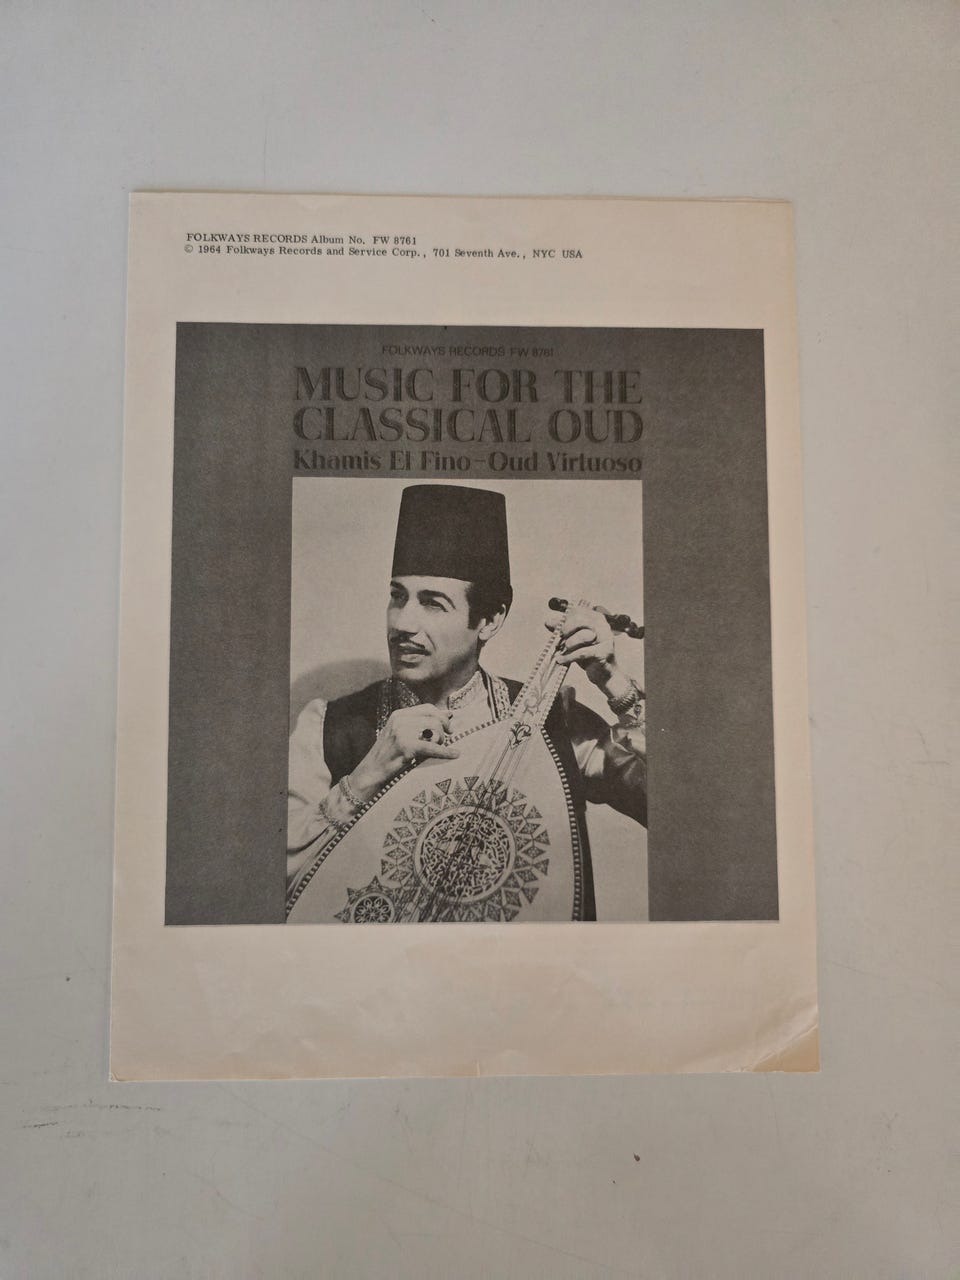 FOLKWAYS RECORDS Album No. FW 8761
© 1964 Folkways Records and Service Corp., 701 Seventh Ave., NYC USA
FOLKWAYS RECORDS FW 8761
MUSIC FOR THE
CLASSICAL OUD
Khamis El Fino-Oud Virtuoso